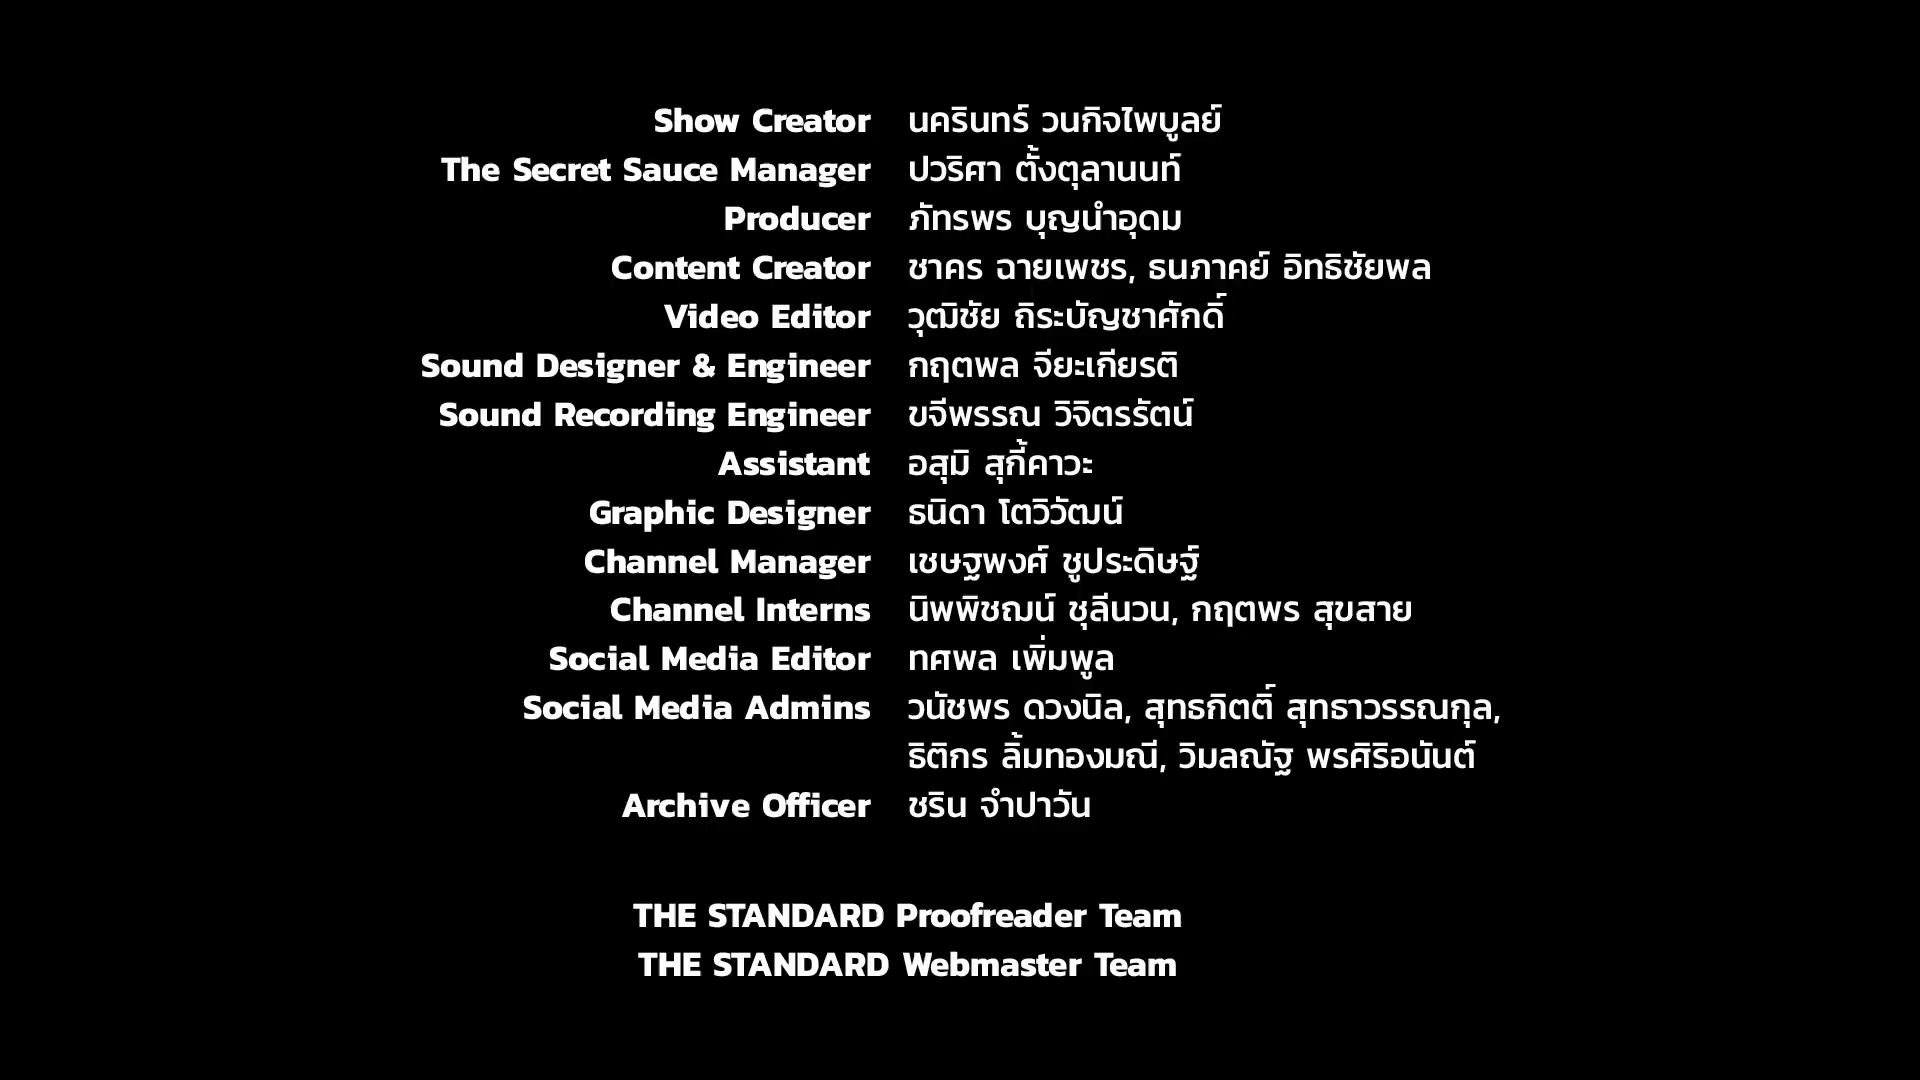 Show Creator นครินทร์ วนกิจไพบูลย์
The Secret Sauce Manager ปวริศา ตั้งตุลานนท์
Producer ภัทรพร บุญนำอุดม
Content Creator ชาคร ฉายเพชร, ธนภาคย์ อิทธิชัยพล
Video Editor วุฒิชัย ถิระบัญชาศักดิ์
Sound Designer & Engineer กฤตพล จียะเกียรติ
Sound Recording Engineer ขจีพรรณ วิจิตรรัตน์
Assistant อสุมิ สุกี้คาวะ
Graphic Designer ธนิดา โตวิวัฒน์
Channel Manager เชษฐพงศ์ ชูประดิษฐ์
Channel Interns นิพพิชฌน์ ชุลีนวน, กฤตพร สุขสาย
Social Media Editor ทศพล เพิ่มพูล
Social Media Admins วนัชพร ดวงนิล, สุทธกิตติ์ สุทธาวรรณกุล,
ธิติกร ลิ้มทองมณี, วิมลณัฐ พรศิริอนันต์
Archive Officer ชริน จำปาวัน
THE STANDARD Proofreader Team
THE STANDARD Webmaster Team